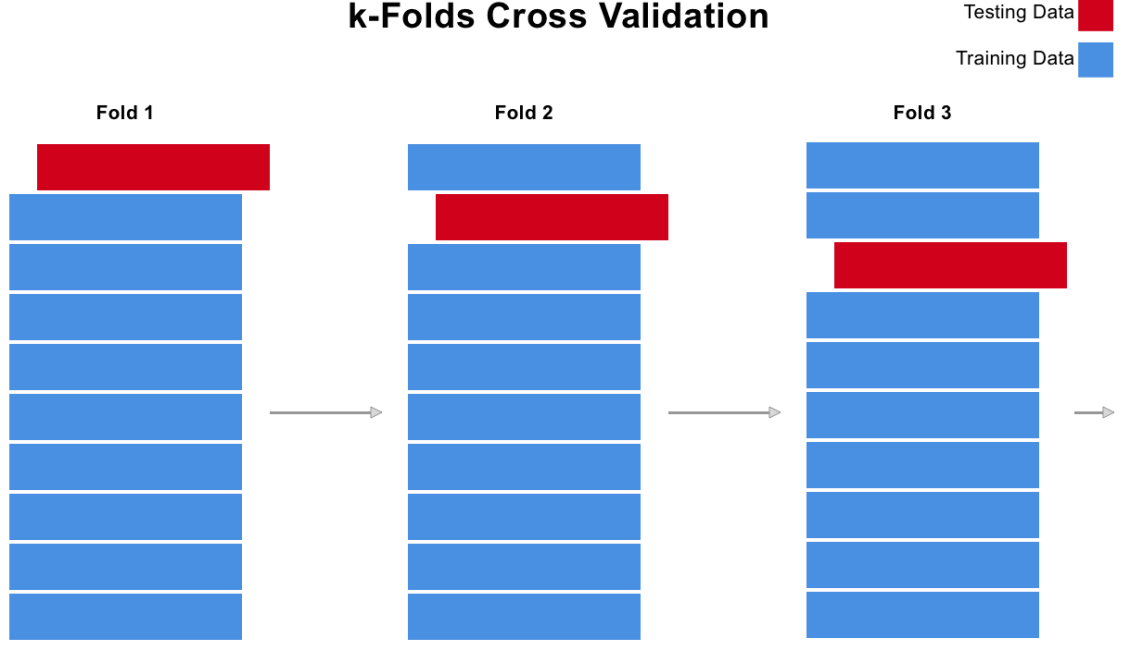 k-Folds Cross Validation
Testing Data
Training Data
Fold 1
Fold 2
Fold 3